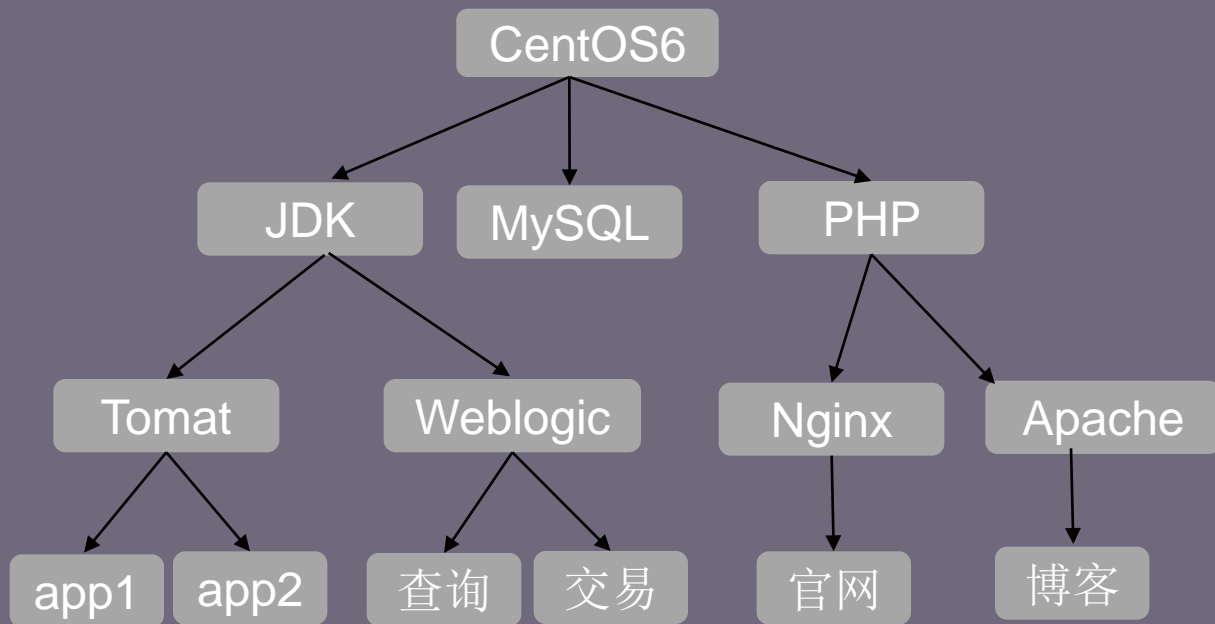 CentOS6
JDK
MySQL
PHP
Tomat
Weblogic
Nginx
Apache
app1
app2
查询
交易
官网
博客